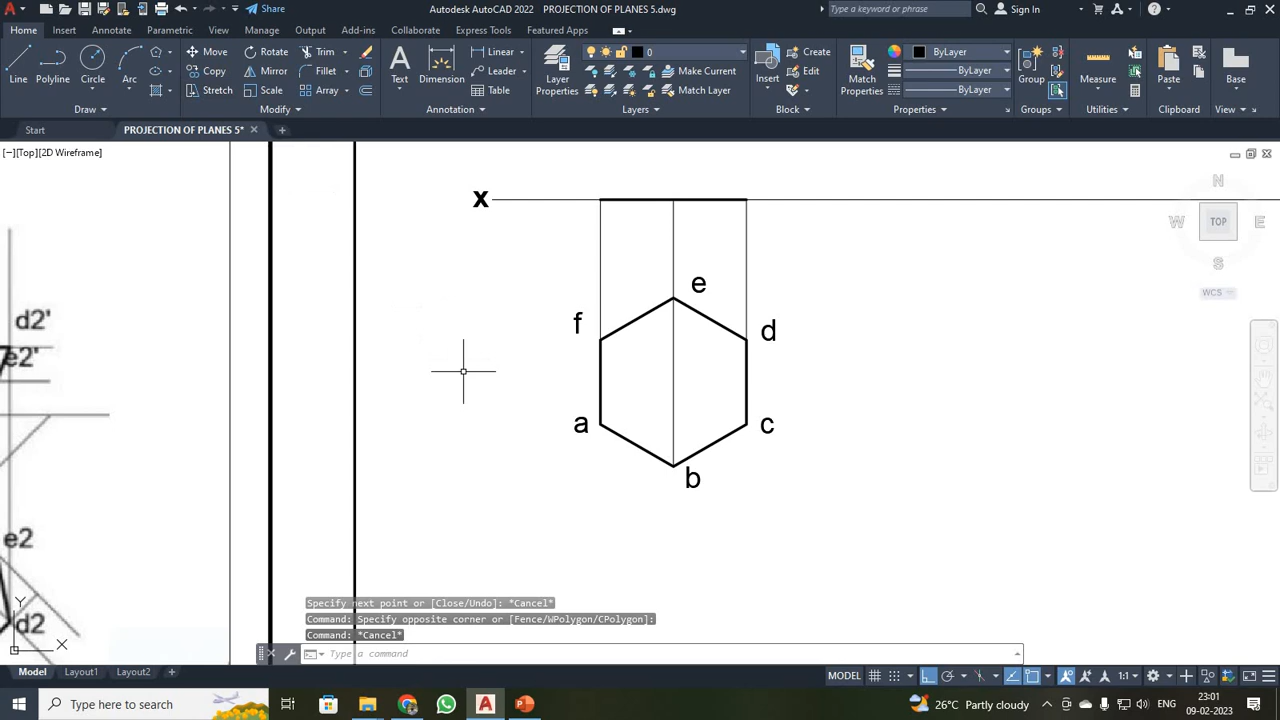 Share
Autodesk AutoCAD 2022 PROJECTION OF PLANES 5.dwg
Type a keyword or phrase
Sign In
Home Insert Annotate Parametric View Manage Output Add-ins Collaborate Express Tools Featured Apps
Line Polyline Circle Arc
Move Rotate Trim
Copy Mirror Fillet
Stretch Scale Array
Text Dimension
Linear
Leader
Table
Layer Properties
0
Make Current
Match Layer
Insert
Create
Edit
Match Properties
ByLayer
ByLayer
ByLayer
Group
Measure
Paste
Base
Draw Modify Annotation Layers Block Properties Groups Utilities Clipboard View
Start PROJECTION OF PLANES 5*
[−][Top][2D Wireframe]
N
W TOP E
S
WCS
x
e
f d
a c
b
d2'
e2'
e2
d2
Y
X
Specify next point or [Close/Undo]: *Cancel*
Command: Specify opposite corner or [Fence/WPolygon/CPolygon]:
Command: *Cancel*
Type a command
Model Layout1 Layout2
MODEL 1:1
Type here to search
26°C Partly cloudy
ENG
23:01
09-02-2023